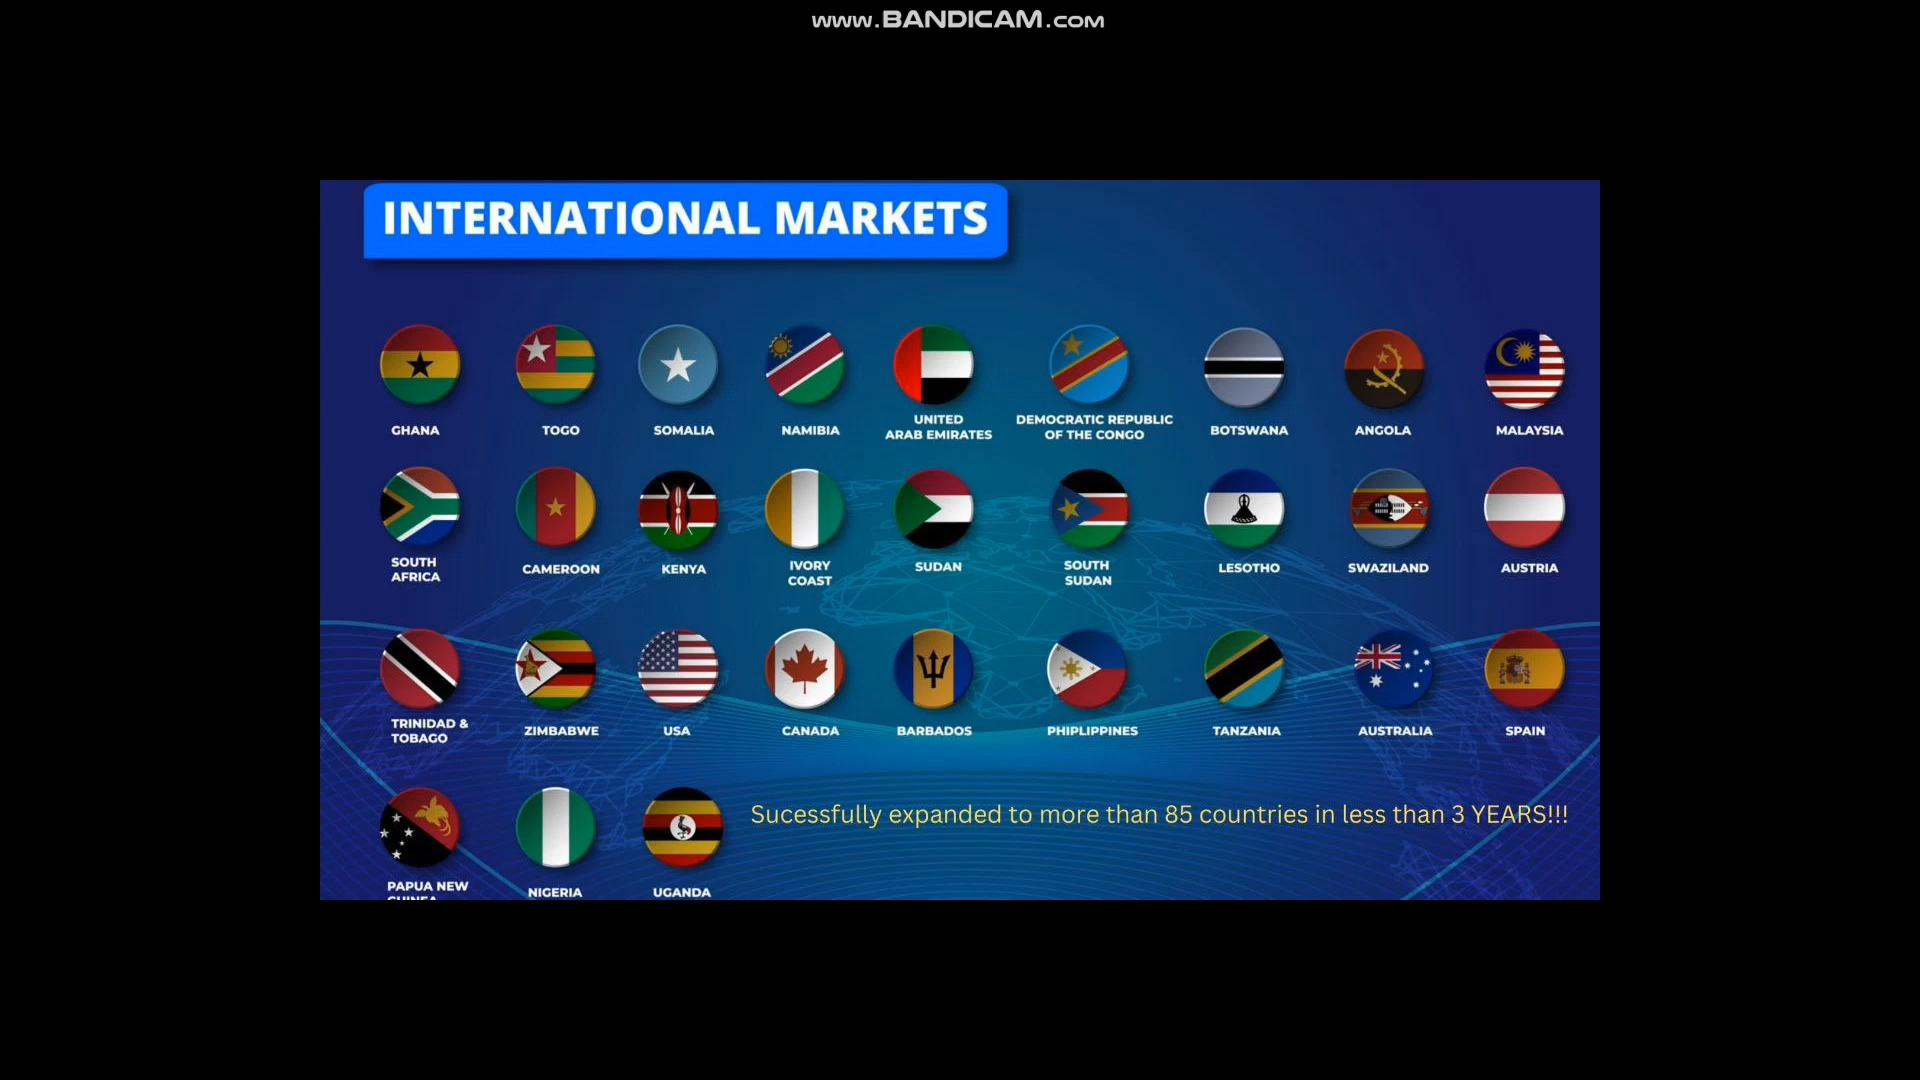 www.BANDICAM.com
INTERNATIONAL MARKETS
GHANA
TOGO
SOMALIA
NAMIBIA
UNITED
ARAB EMIRATES
DEMOCRATIC REPUBLIC
OF THE CONGO
BOTSWANA
ANGOLA
MALAYSIA
SOUTH
AFRICA
CAMEROON
KENYA
IVORY
COAST
SUDAN
SOUTH
SUDAN
LESOTHO
SWAZILAND
AUSTRIA
TRINIDAD &
TOBAGO
ZIMBABWE
USA
CANADA
BARBADOS
PHIPLIPPINES
TANZANIA
AUSTRALIA
SPAIN
Sucessfully expanded to more than 85 countries in less than 3 YEARS!!!
PAPUA NEW
GUINEA
NIGERIA
UGANDA